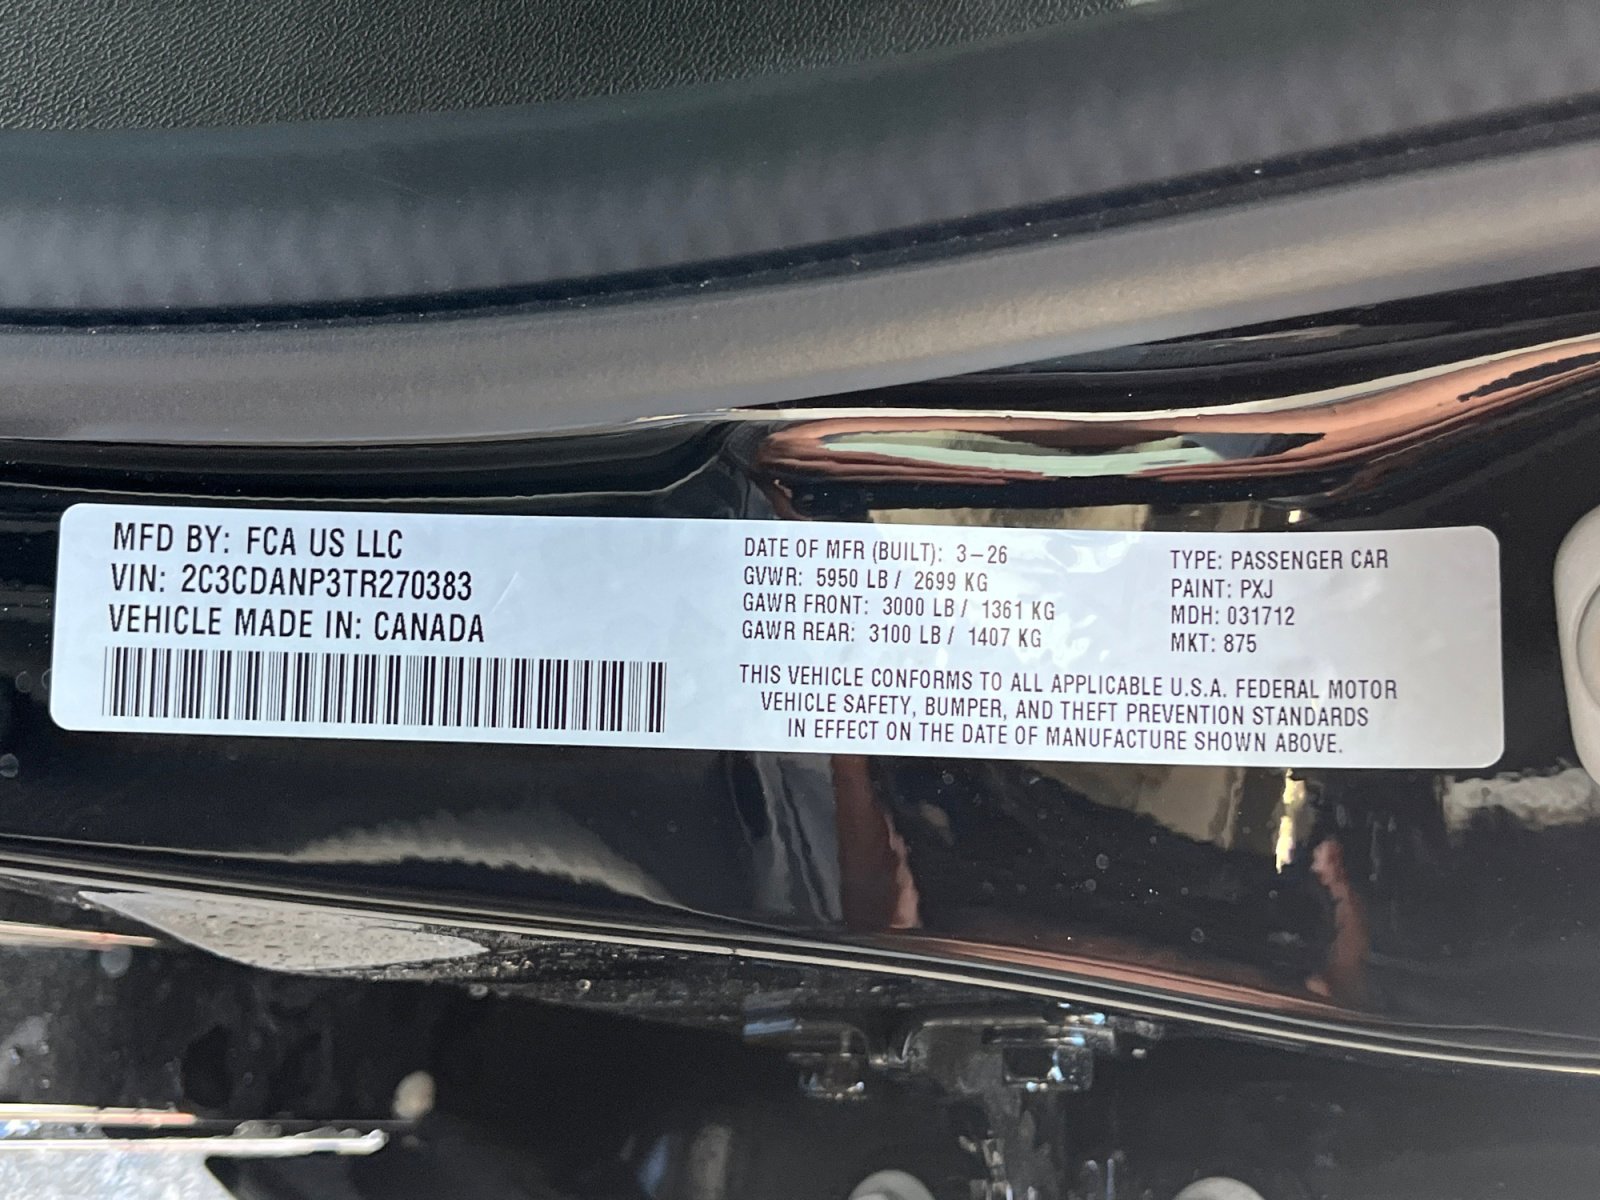 MFD BY: FCA US LLC
VIN: 2C3CDANP3TR270383
VEHICLE MADE IN: CANADA
DATE OF MFR (BUILT): 3-26
GVWR: 5950 LB / 2699 KG
GAWR FRONT: 3000 LB / 1361 KG
GAWR REAR: 3100 LB / 1407 KG
TYPE: PASSENGER CAR
PAINT: PXJ
MDH: 031712
MKT: 875
THIS VEHICLE CONFORMS TO ALL APPLICABLE U.S.A. FEDERAL MOTOR
VEHICLE SAFETY, BUMPER, AND THEFT PREVENTION STANDARDS
IN EFFECT ON THE DATE OF MANUFACTURE SHOWN ABOVE.